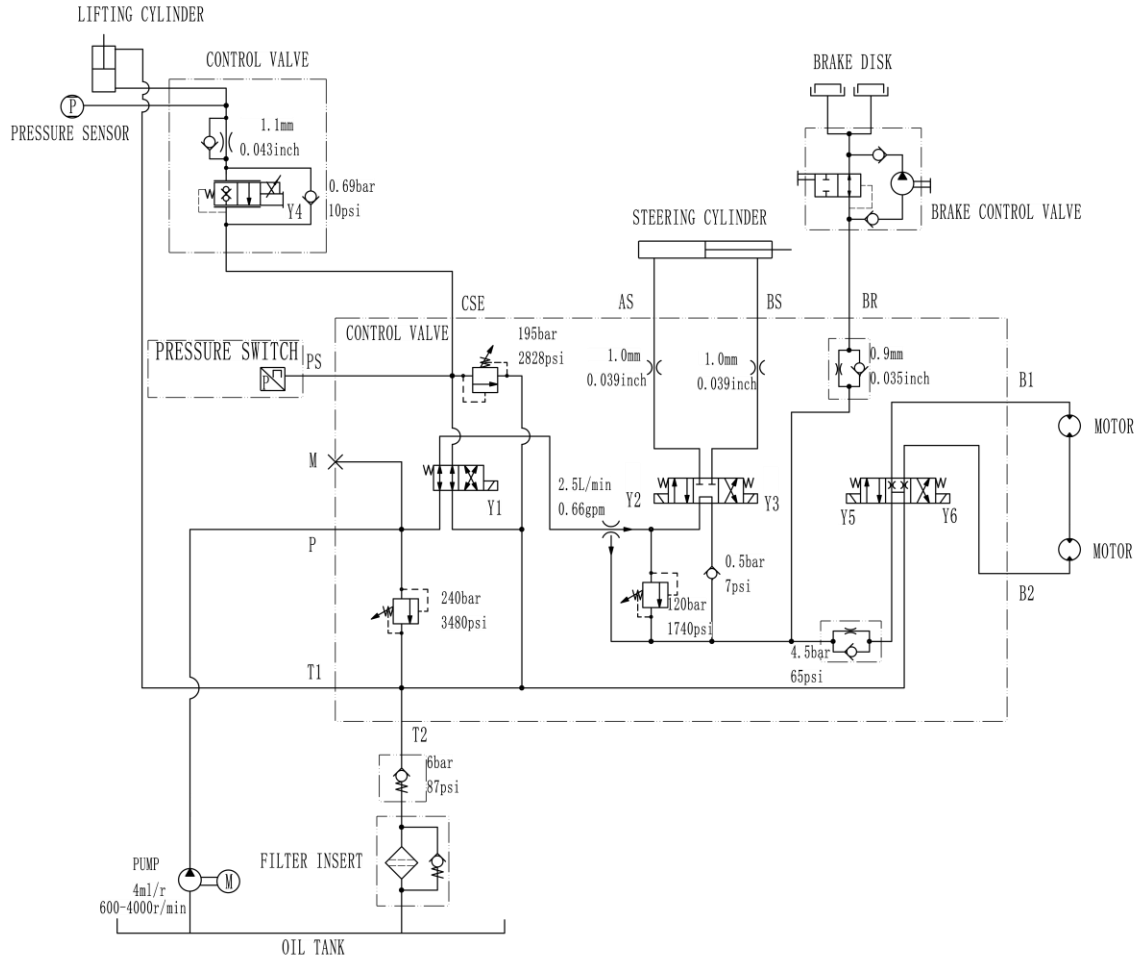 LIFTING CYLINDER
CONTROL VALVE
BRAKE DISK
P
PRESSURE SENSOR
1.1mm
0.043inch
0.69bar
10psi
Y4
STEERING CYLINDER
BRAKE CONTROL VALVE
CSE
AS
BS
BR
CONTROL VALVE
195bar
2828psi
PRESSURE SWITCH
PS
P
1.0mm
0.039inch
1.0mm
0.039inch
0.9mm
0.035inch
B1
MOTOR
M
Y1
2.5L/min
0.66gpm
Y2
Y3
Y5
Y6
P
MOTOR
0.5bar
7psi
B2
240bar
3480psi
120bar
1740psi
4.5bar
65psi
T1
T2
6bar
87psi
FILTER INSERT
PUMP
M
4ml/r
600-4000r/min
OIL TANK